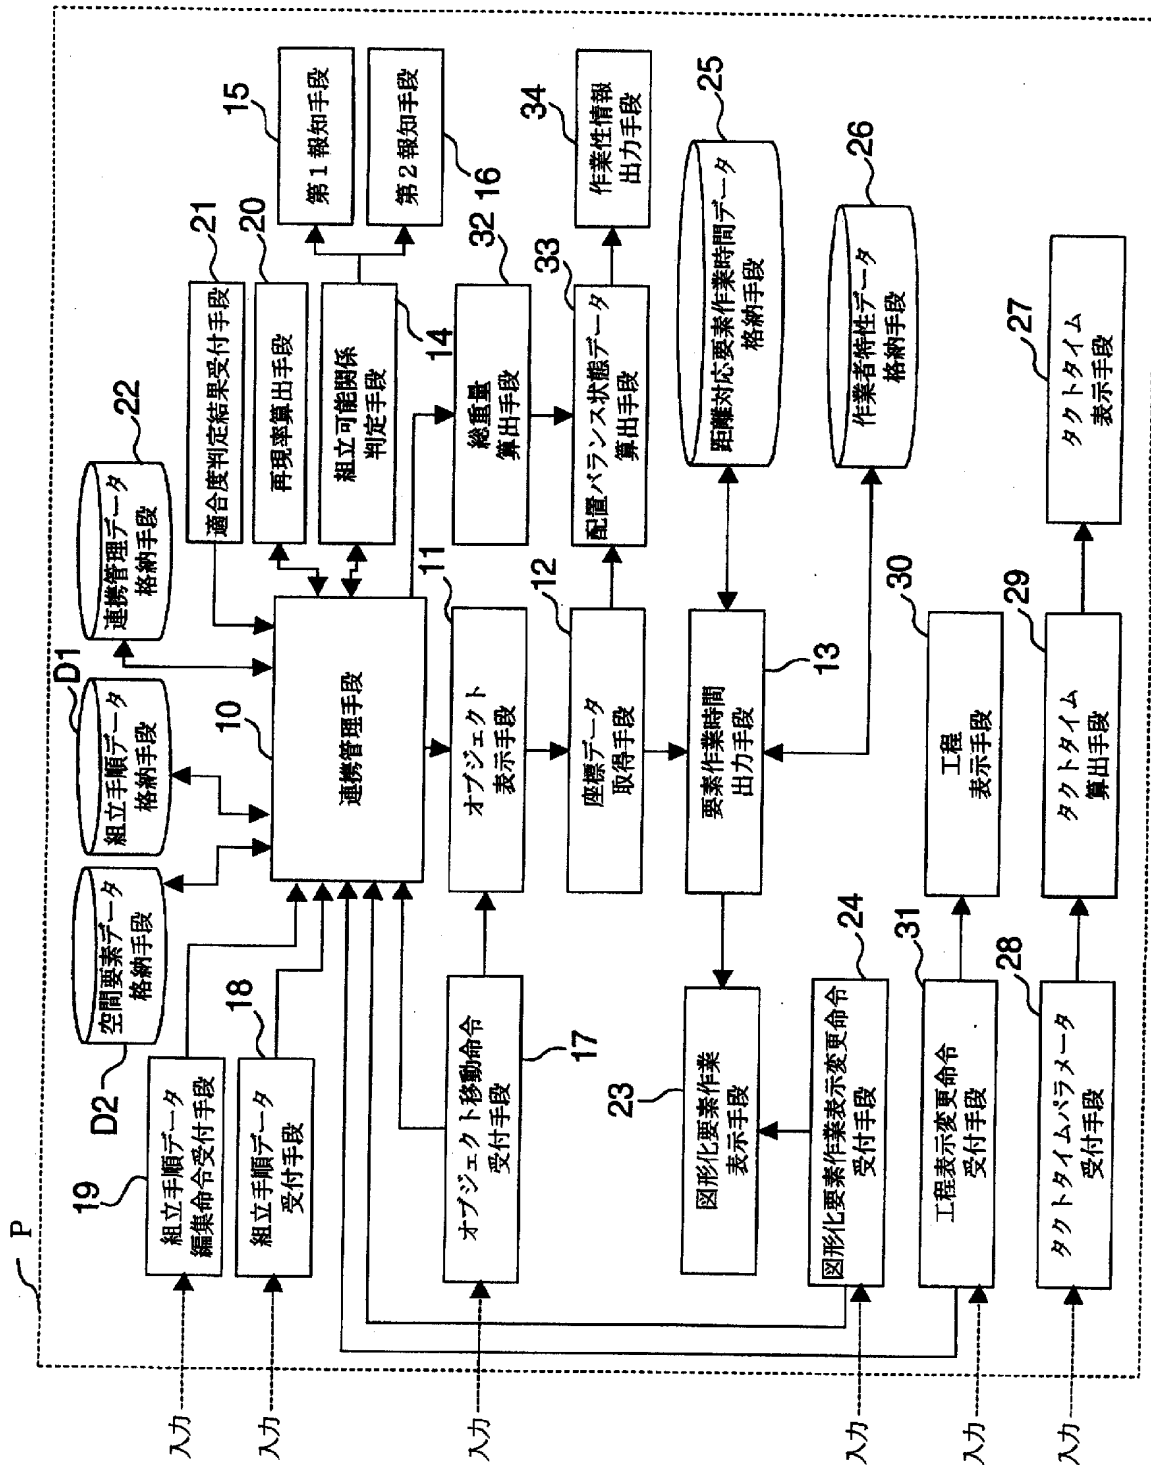 P
19
組立手順データ
編集命令受付手段
18
組立手順データ
受付手段
D2
空間要素データ
格納手段
D1
組立手順データ
格納手段
22
連携管理データ
格納手段
10
連携管理手段
21
適合度判定結果受付手段
20
再現率算出手段
14
組立可能関係
判定手段
15
第1報知手段
16
第2報知手段
17
オブジェクト移動命令
受付手段
11
オブジェクト
表示手段
32
総重量
算出手段
12
座標データ
取得手段
33
配置バランス状態データ
算出手段
34
作業性情報
出力手段
23
図形化要素作業
表示手段
13
要素作業時間
出力手段
25
距離対応要素作業時間データ
格納手段
24
図形化要素作業表示変更命令
受付手段
26
作業者特性データ
格納手段
31
工程表示変更命令
受付手段
30
工程
表示手段
28
タクトタイムパラメータ
受付手段
29
タクトタイム
算出手段
27
タクトタイム
表示手段
入力
入力
入力
入力
入力
入力